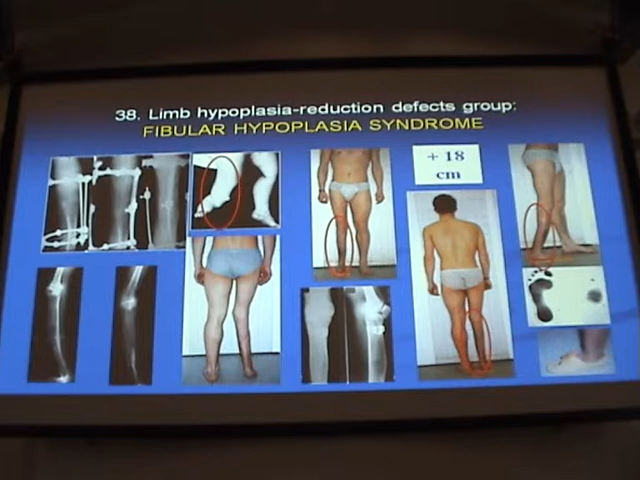 38. Limb hypoplasia-reduction defects group:
FIBULAR HYPOPLASIA SYNDROME
+ 18
cm